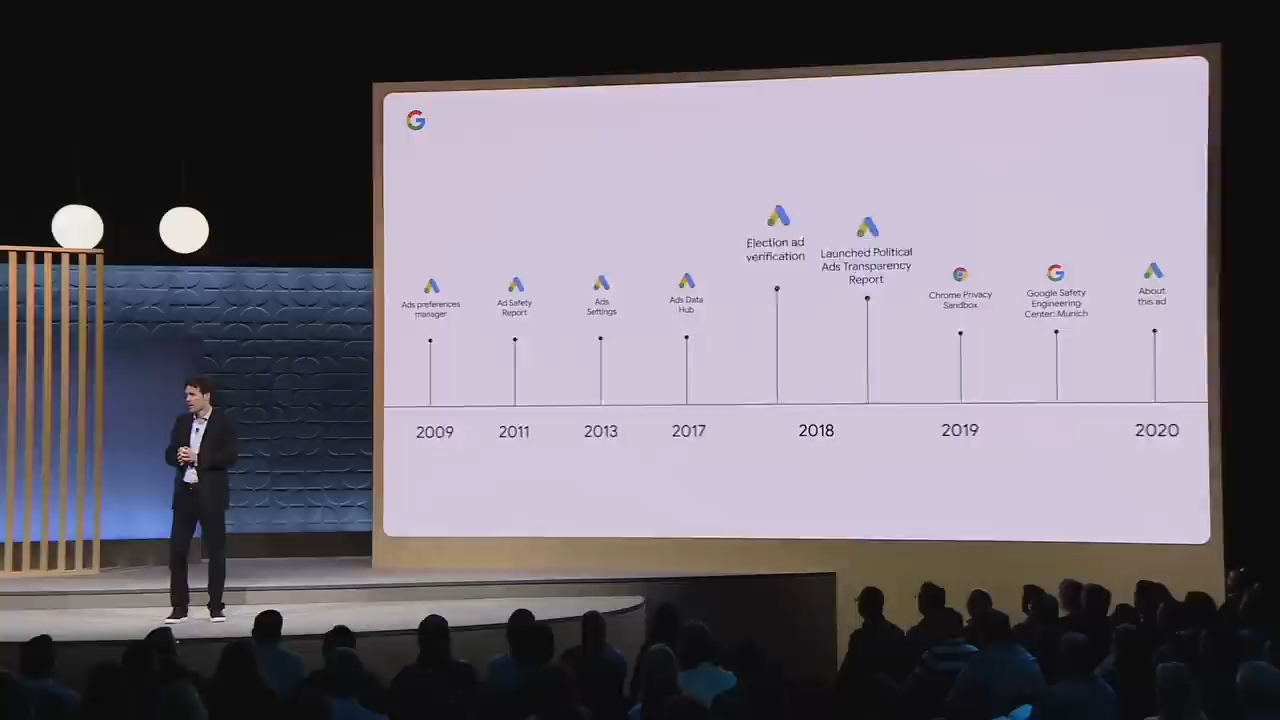 Election ad
verification
Launched Political
Ads Transparency
Report
Ads preferences
manager
Ad Safety
Report
Ads
Settings
Ads Data
Hub
Chrome Privacy
Sandbox
Google Safety
Engineering
Center: Munich
About
this ad
2009 2011 2013 2017 2018 2019 2020